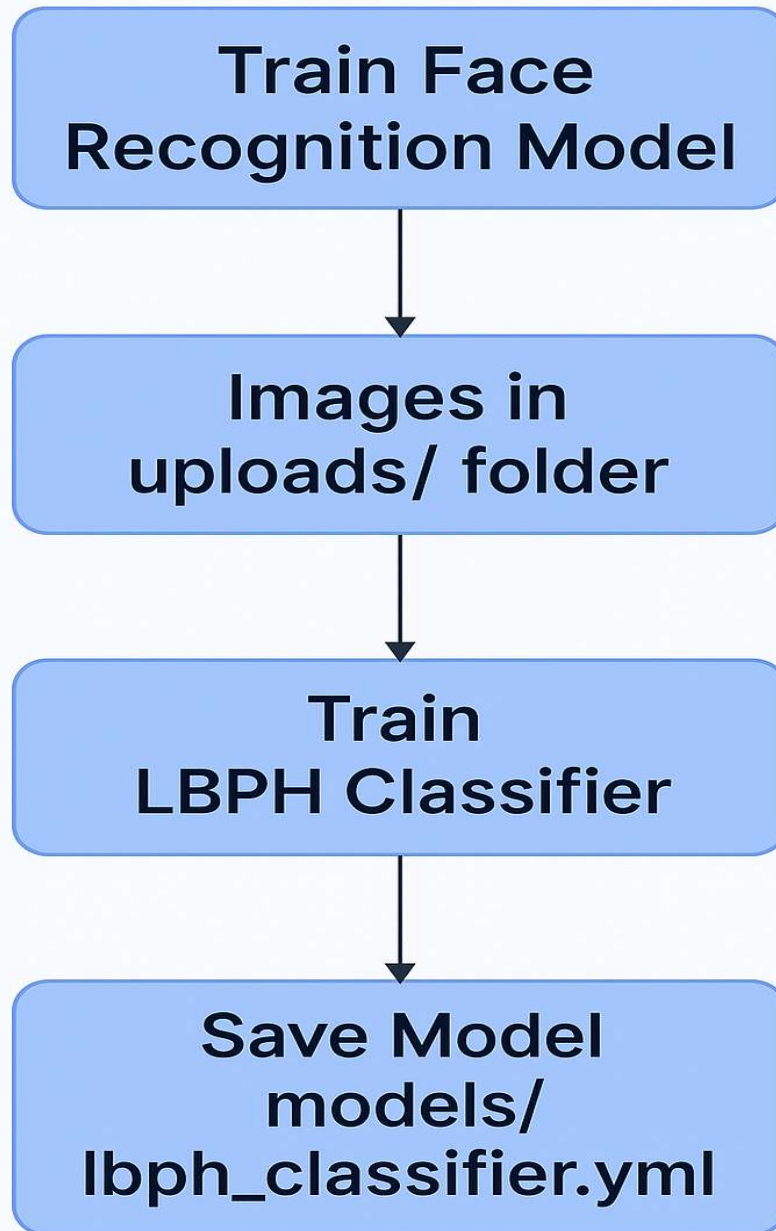 Train Face
Recognition Model
Images in
uploads/ folder
Train
LBPH Classifier
Save Model
models/
lbph_classifier.yml